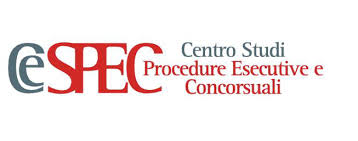 CeSPEC
Centro Studi
Procedure Esecutive e
Concorsuali